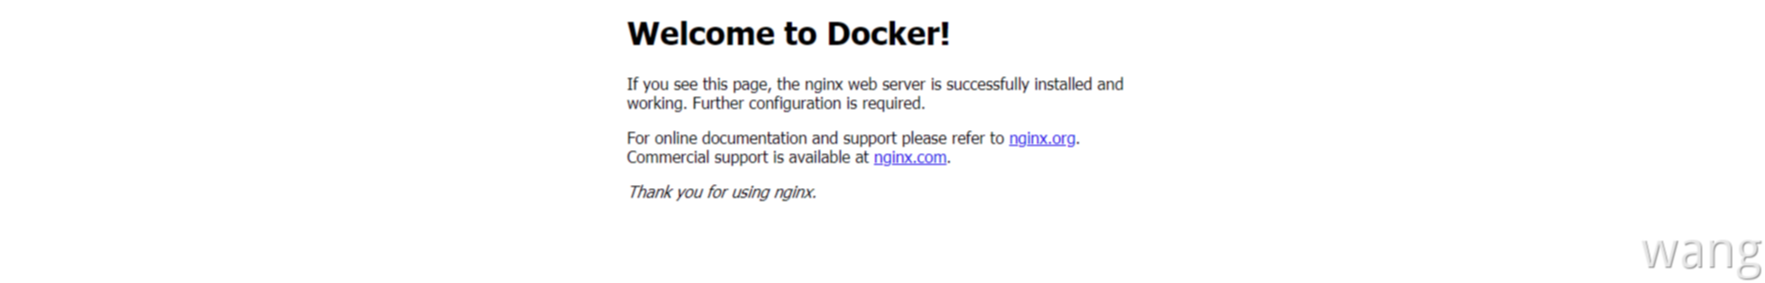 Welcome to Docker!
If you see this page, the nginx web server is successfully installed and
working. Further configuration is required.
For online documentation and support please refer to nginx.org.
Commercial support is available at nginx.com.
Thank you for using nginx.
wang